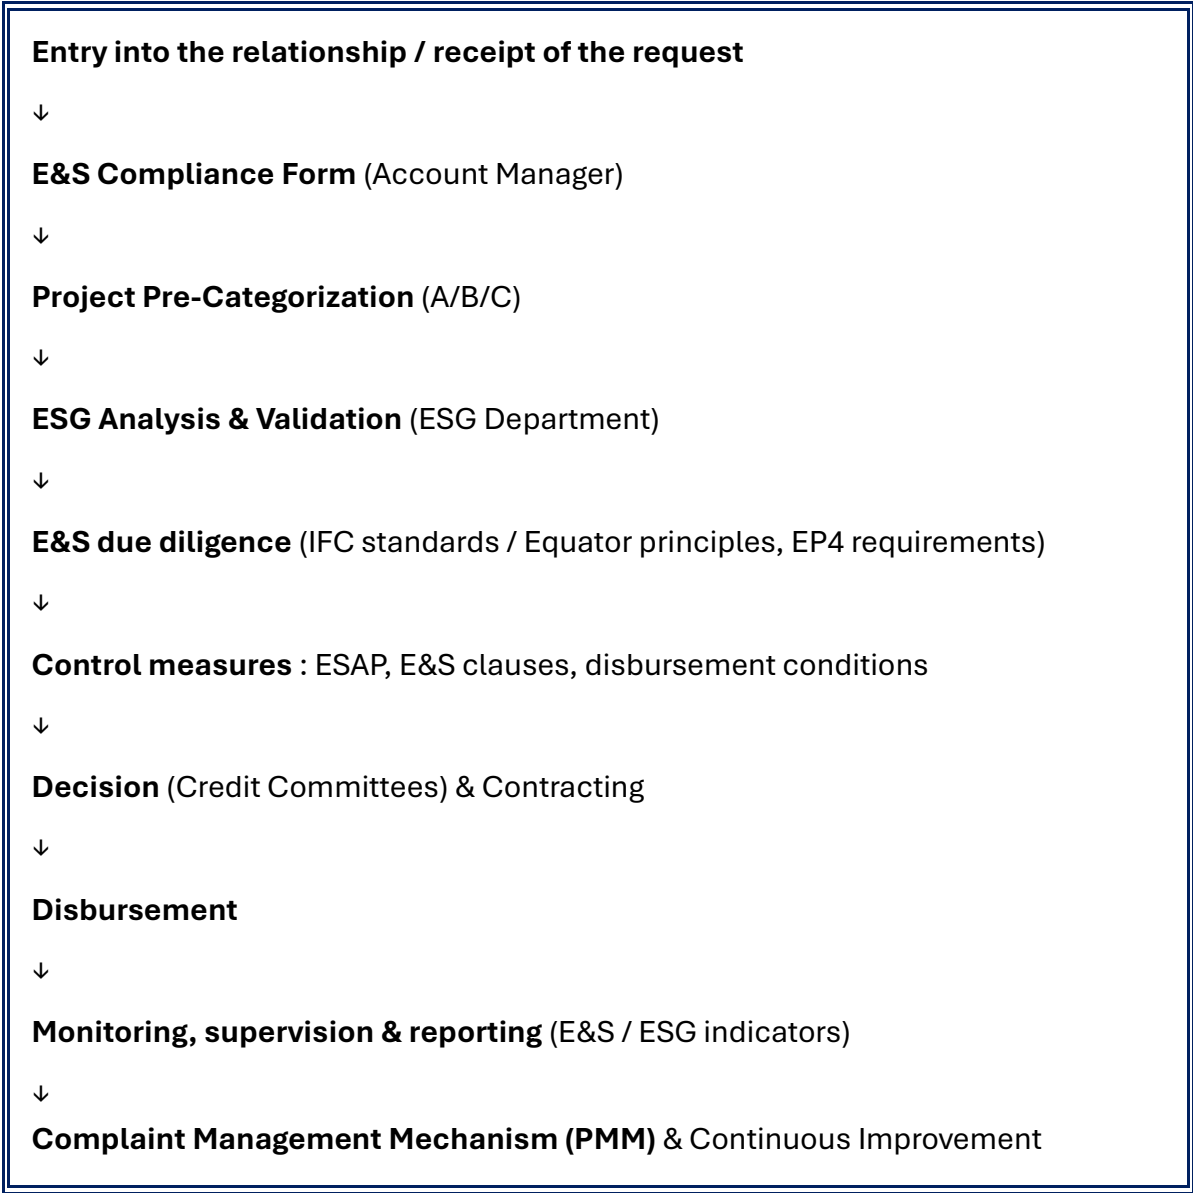 Entry into the relationship / receipt of the request
↓
E&S Compliance Form (Account Manager)
↓
Project Pre-Categorization (A/B/C)
↓
ESG Analysis & Validation (ESG Department)
↓
E&S due diligence (IFC standards / Equator principles, EP4 requirements)
↓
Control measures : ESAP, E&S clauses, disbursement conditions
↓
Decision (Credit Committees) & Contracting
↓
Disbursement
↓
Monitoring, supervision & reporting (E&S / ESG indicators)
↓
Complaint Management Mechanism (PMM) & Continuous Improvement